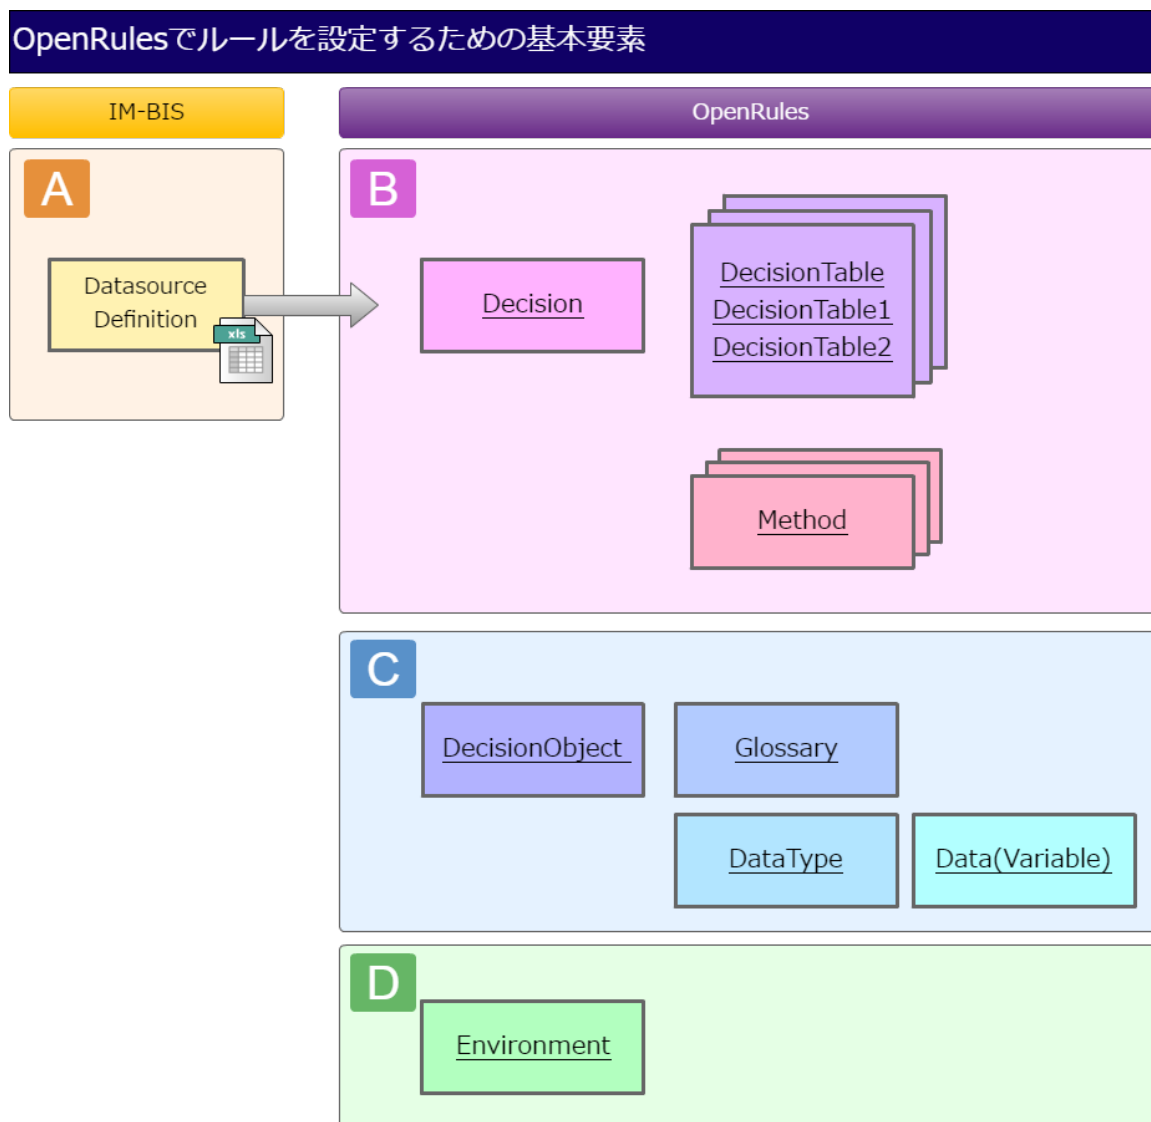 OpenRulesでルールを設定するための基本要素
IM-BIS
OpenRules
A
Datasource
Definition
xls
B
Decision
DecisionTable
DecisionTable1
DecisionTable2
Method
C
DecisionObject
Glossary
DataType
Data(Variable)
D
Environment